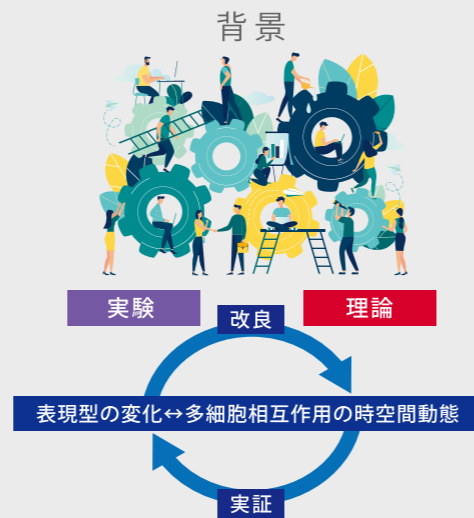 背景
実験
理論
改良
表現型の変化↔多細胞相互作用の時空間動態
実証